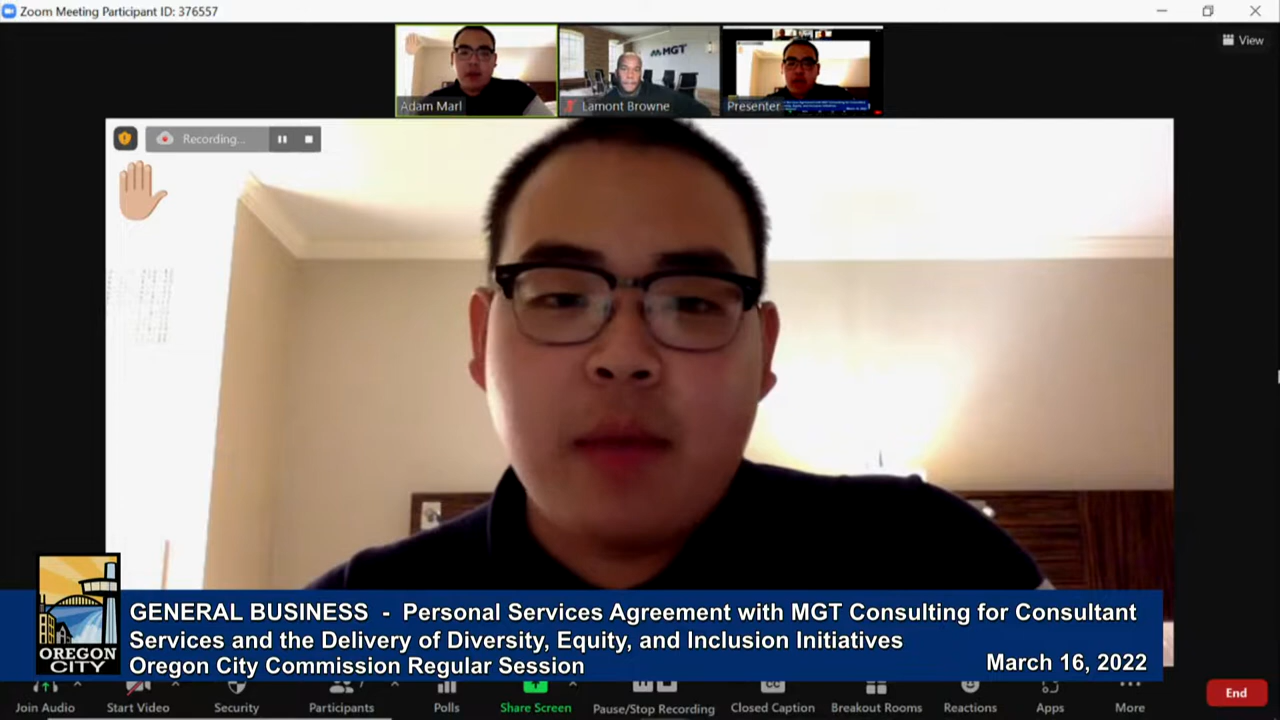 Zoom Meeting Participant ID: 376557
View
MGT
Adam Marl
Lamont Browne
Presenter
Recording...
GENERAL BUSINESS - Personal Services Agreement with MGT Consulting for Consultant
Services and the Delivery of Diversity, Equity, and Inclusion Initiatives
Oregon City Commission Regular Session
March 16, 2022
OREGON
CITY
Join Audio
Start Video
Security
Participants
Polls
Share Screen
Pause/Stop Recording
Closed Caption
Breakout Rooms
Reactions
Apps
More
End